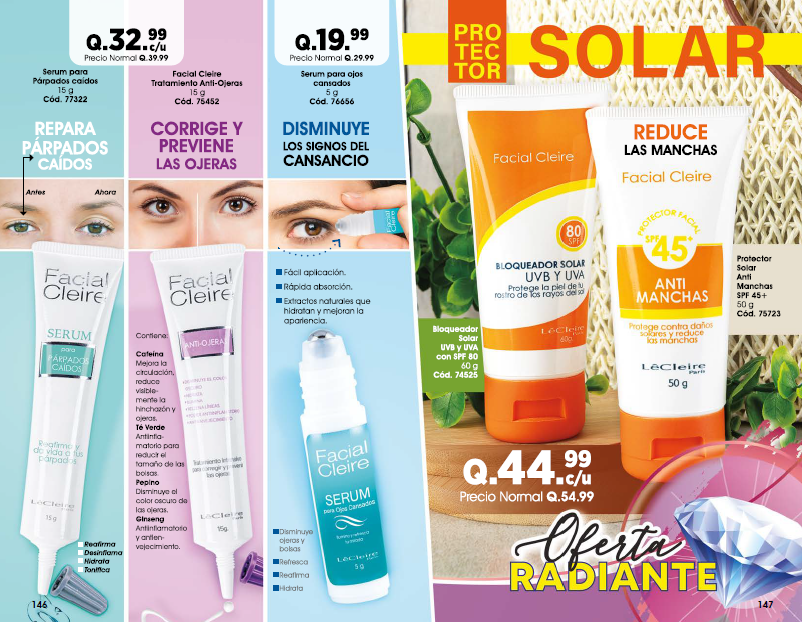 Q.32.99 c/u
Precio Normal Q.39.99
Serum para
Párpados caídos
15 g
Cód. 77322
REPARA
PÁRPADOS
CAÍDOS
Antes
Ahora
Facial
Cleire
SERUM
para
PÁRPADOS
CAÍDOS
Reafirma y
da vida a tus
párpados
LèCleire
15 g
Reafirma
Desinflama
Hidrata
Tonifica
146
Facial Cleire
Tratamiento Anti-Ojeras
15 g
Cód. 75452
CORRIGE Y
PREVIENE
LAS OJERAS
Contiene:
Cafeína
Mejora la
circulación,
reduce
visible-
mente la
hinchazón y
ojeras.
Té Verde
Antiinfla-
matorio para
reducir el
tamaño de las
bolsas.
Pepino
Disminuye el
color oscuro de
las ojeras.
Ginseng
Antiinflamatorio
y antien-
vejecimiento.
Facial
Cleire
ANTI-OJERAS
Tratamiento Intensivo
para corregir y prevenir
las ojeras
LèCleire
15g
Q.19.99
Precio Normal Q.29.99
Serum para ojos
cansados
5 g
Cód. 76656
DISMINUYE
LOS SIGNOS DEL
CANSANCIO
Facial
Cleire
Fácil aplicación.
Rápida absorción.
Extractos naturales que
hidratan y mejoran la
apariencia.
Facial
Cleire
SERUM
para Ojos Cansados
LèCleire
Paris
5 g
Disminuye
ojeras y
bolsas
Refresca
Reafirma
Hidrata
PRO
TEC
TOR
SOLAR
Facial Cleire
80
SPF
BLOQUEADOR SOLAR
UVB Y UVA
Protege la piel de tu
rostro de los rayos del sol
LèCleire
Paris
60g
Bloqueador
Solar
UVB y UVA
con SPF 80
60 g
Cód. 74525
REDUCE
LAS MANCHAS
Facial Cleire
PROTECTOR FACIAL
SPF 45+
ANTI
MANCHAS
Protege contra daños
solares y reduce
las manchas
LèCleire
Paris
50 g
Protector
Solar
Anti
Manchas
SPF 45+
50 g
Cód. 75723
Q.44.99 c/u
Precio Normal Q.54.99
Oferta
RADIANTE
147